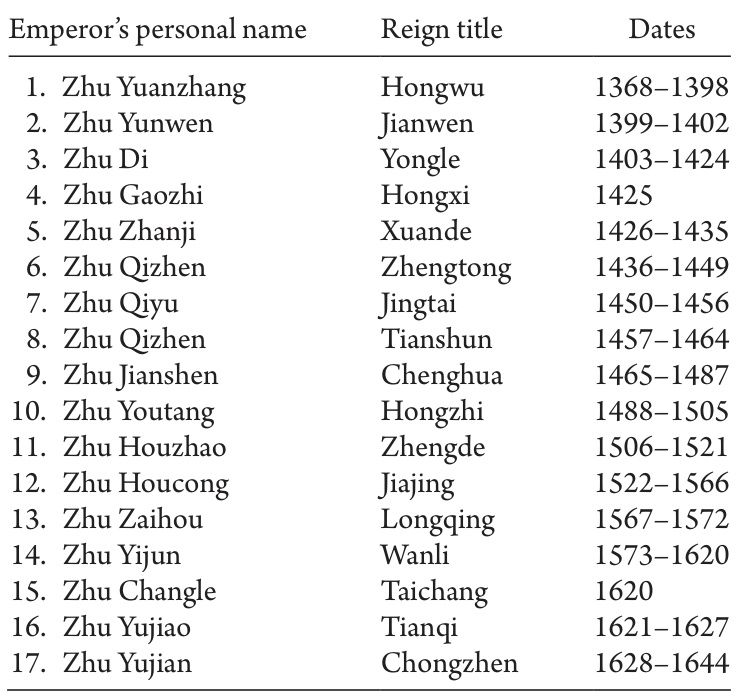 Emperor’s personal name Reign title Dates
1. Zhu Yuanzhang Hongwu 1368–1398
2. Zhu Yunwen Jianwen 1399–1402
3. Zhu Di Yongle 1403–1424
4. Zhu Gaozhi Hongxi 1425
5. Zhu Zhanji Xuande 1426–1435
6. Zhu Qizhen Zhengtong 1436–1449
7. Zhu Qiyu Jingtai 1450–1456
8. Zhu Qizhen Tianshun 1457–1464
9. Zhu Jianshen Chenghua 1465–1487
10. Zhu Youtang Hongzhi 1488–1505
11. Zhu Houzhao Zhengde 1506–1521
12. Zhu Houcong Jiajing 1522–1566
13. Zhu Zaihou Longqing 1567–1572
14. Zhu Yijun Wanli 1573–1620
15. Zhu Changle Taichang 1620
16. Zhu Yujiao Tianqi 1621–1627
17. Zhu Yujian Chongzhen 1628–1644